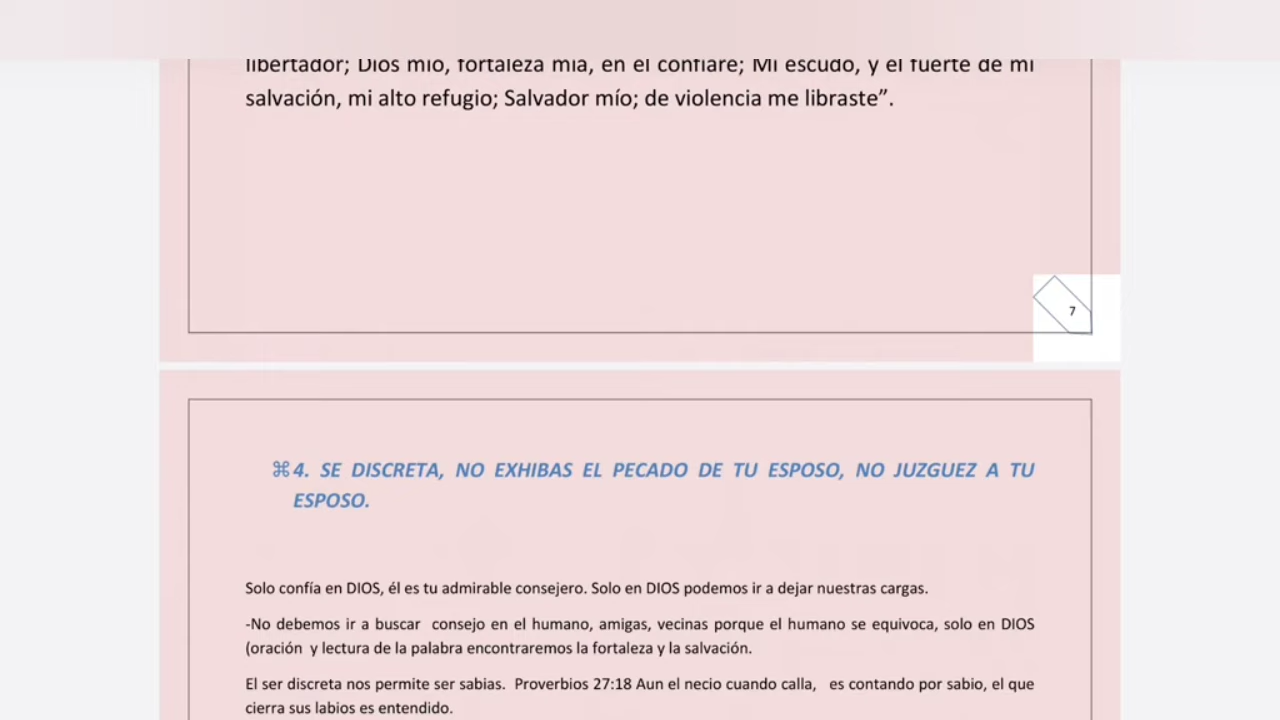 libertador; Dios mío, fortaleza mía, en él confiaré; Mi escudo, y el fuerte de mi
salvación, mi alto refugio; Salvador mío; de violencia me libraste”.
7
⌘4. SE DISCRETA, NO EXHIBAS EL PECADO DE TU ESPOSO, NO JUZGUEZ A TU
ESPOSO.
Solo confía en DIOS, él es tu admirable consejero. Solo en DIOS podemos ir a dejar nuestras cargas.
-No debemos ir a buscar consejo en el humano, amigas, vecinas porque el humano se equivoca, solo en DIOS
(oración y lectura de la palabra encontraremos la fortaleza y la salvación.
El ser discreta nos permite ser sabias. Proverbios 27:18 Aun el necio cuando calla, es contando por sabio, el que
cierra sus labios es entendido.